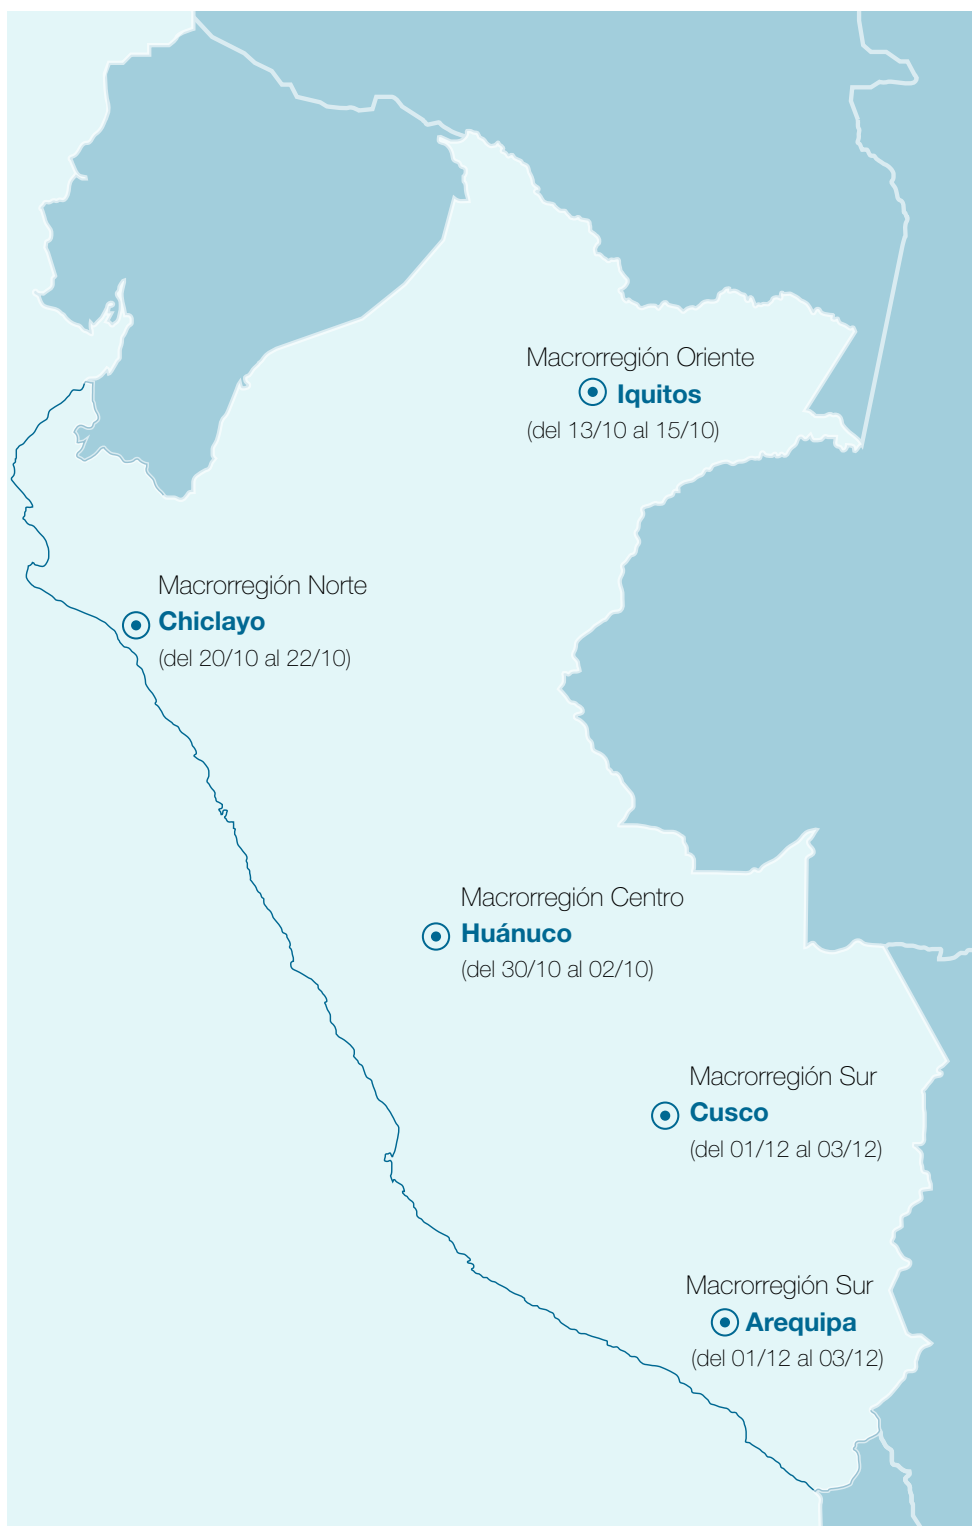 Macrorregión Oriente
Iquitos
(del 13/10 al 15/10)
Macrorregión Norte
Chiclayo
(del 20/10 al 22/10)
Macrorregión Centro
Huánuco
(del 30/10 al 02/10)
Macrorregión Sur
Cusco
(del 01/12 al 03/12)
Macrorregión Sur
Arequipa
(del 01/12 al 03/12)